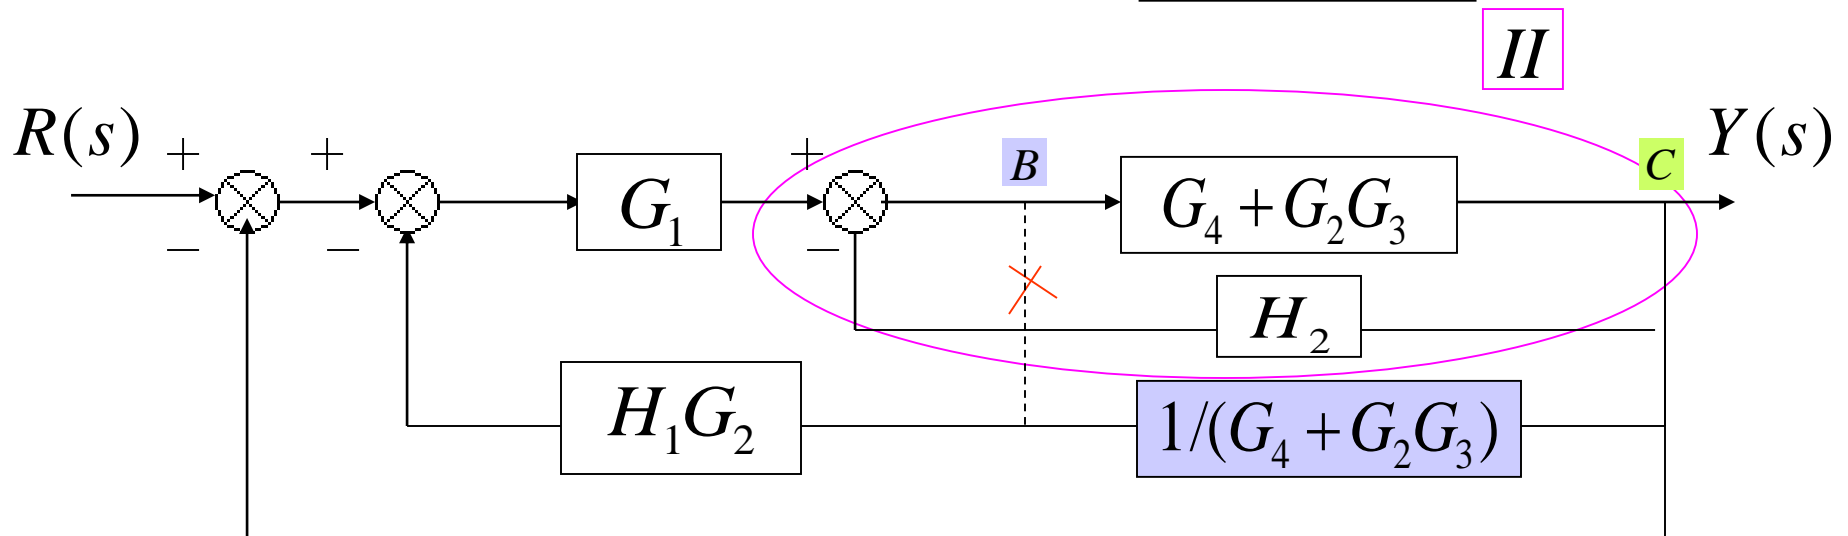 II
R(s) + + + B C Y(s)
G₁ G₄ + G₂G₃
− − −
H₂
H₁G₂ 1/(G₄ + G₂G₃)